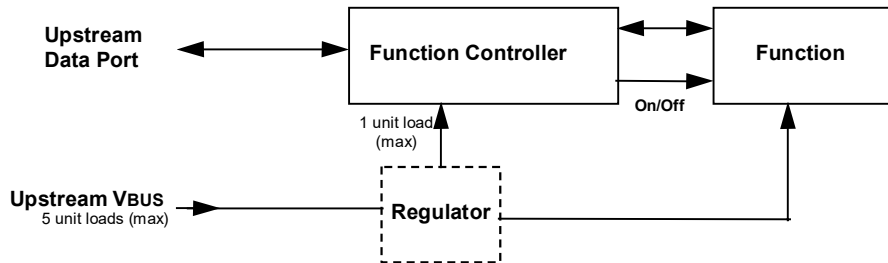 Upstream
Data Port
Function Controller
Function
On/Off
1 unit load
(max)
Upstream VBUS
5 unit loads (max)
Regulator